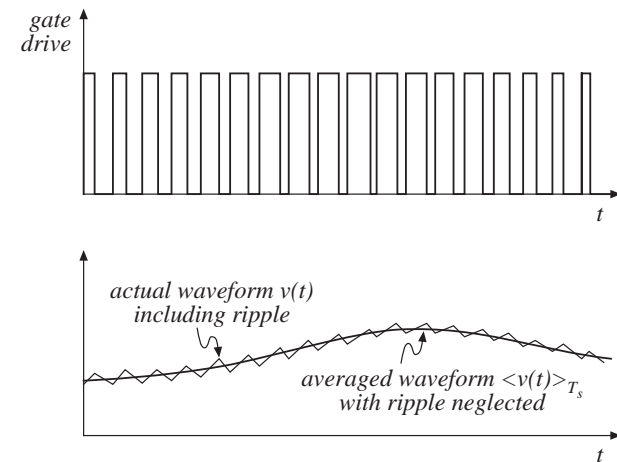 gate
drive
t
actual waveform v(t)
including ripple
averaged waveform <v(t)>Ts
with ripple neglected
t